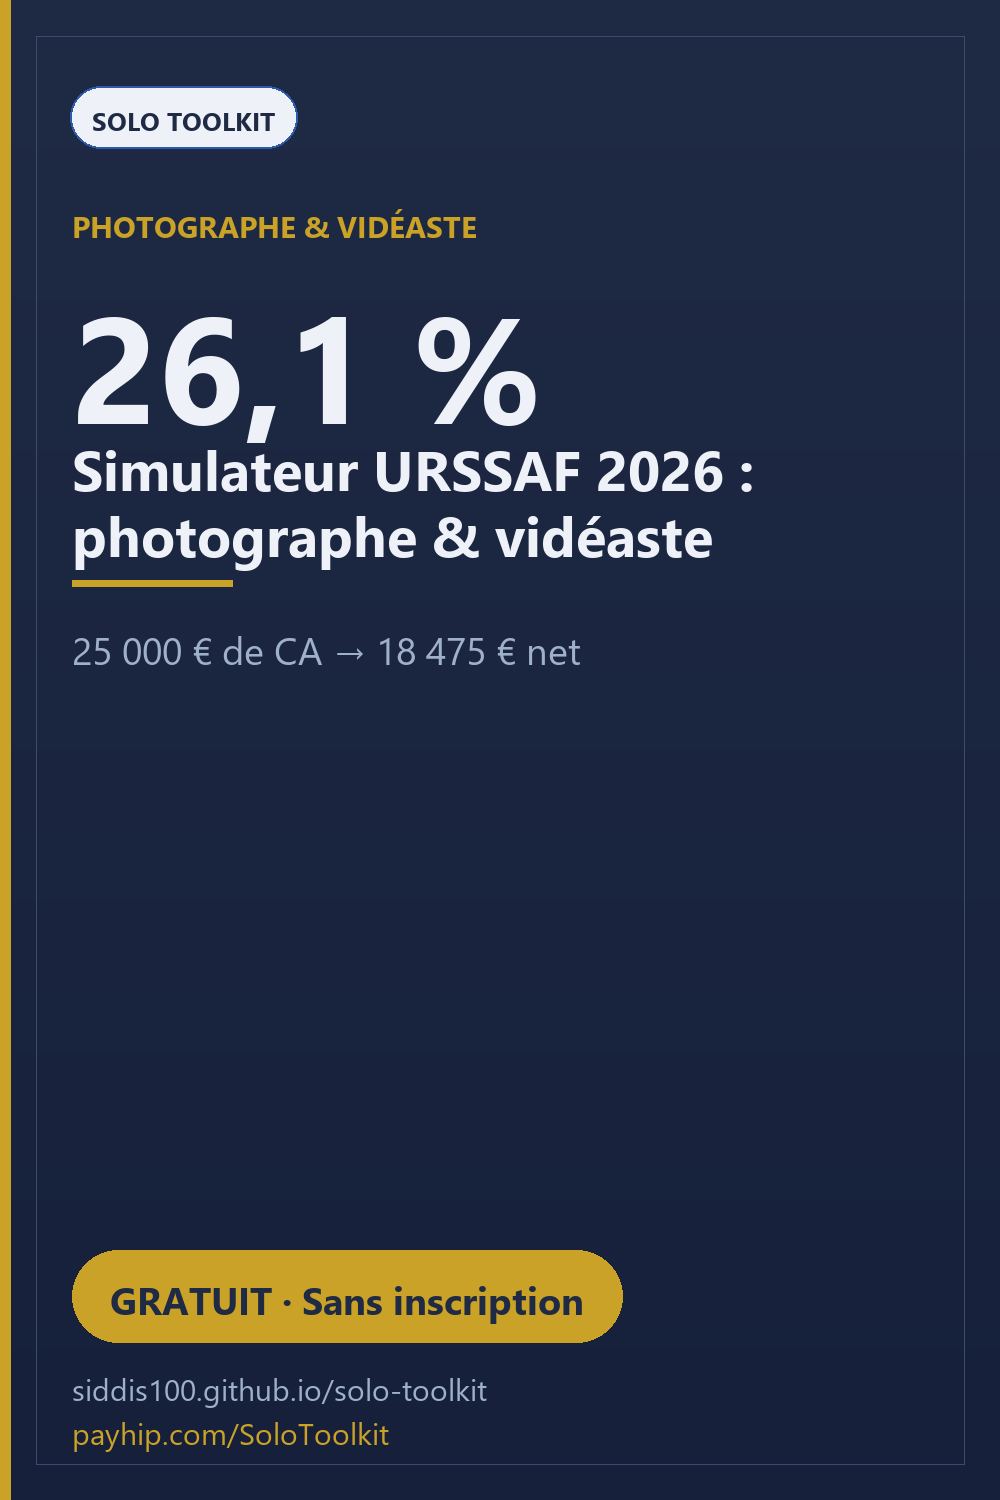 SOLO TOOLKIT
PHOTOGRAPHE & VIDÉASTE
26,1 %
Simulateur URSSAF 2026 :
photographe & vidéaste
25 000 € de CA → 18 475 € net
GRATUIT · Sans inscription
siddis100.github.io/solo-toolkit
payhip.com/SoloToolkit